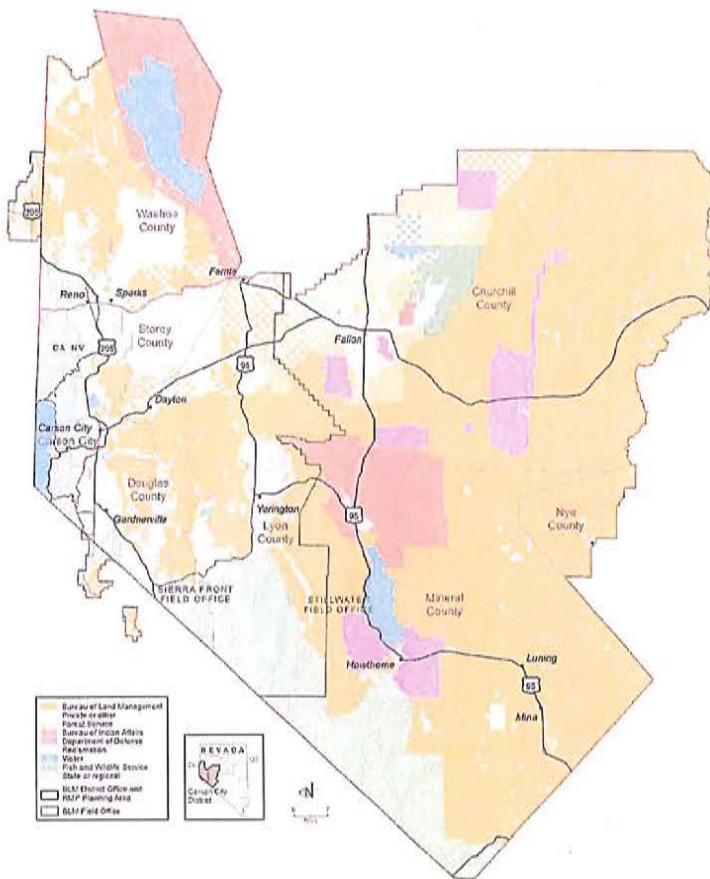 395
Washoe
County
Fernie
Reno
Sparks
Storey
County
CA NV
395
95
Fallon
Churchill
County
Dayton
Carson City
Carson City
Douglas
County
Gardnerville
Yerington
Lyon
County
95
Nye
County
SIERRA FRONT
FIELD OFFICE
STILLWATER
FIELD OFFICE
Mineral
County
Hawthorne
Luning
95
Mina
Bureau of Land Management
Private or other
Forest Service
Bureau of Indian Affairs
Department of Defense
Reclamation
Water
Fish and Wildlife Service
State or regional
BLM District Office and
RMP Planning Area
BLM Field Office
NEVADA
Carson City
District
N